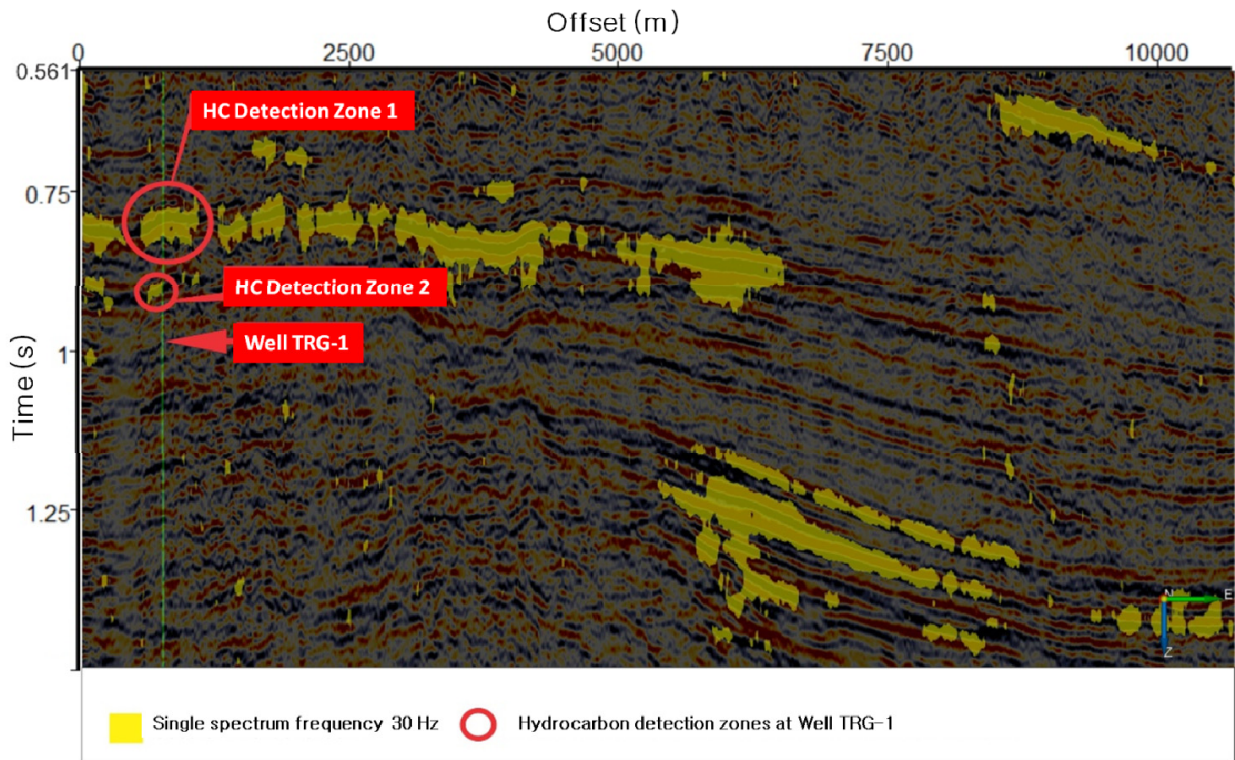 Offset (m)
0 2500 5000 7500 10000
0.561
HC Detection Zone 1
0.75
HC Detection Zone 2
Well TRG-1
1
Time (s)
1.25
N
E
Z
Single spectrum frequency 30 Hz
Hydrocarbon detection zones at Well TRG-1